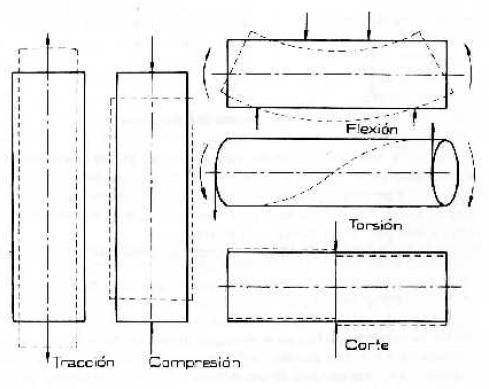 Flexión
Torsión
Corte
Tracción
Compresión